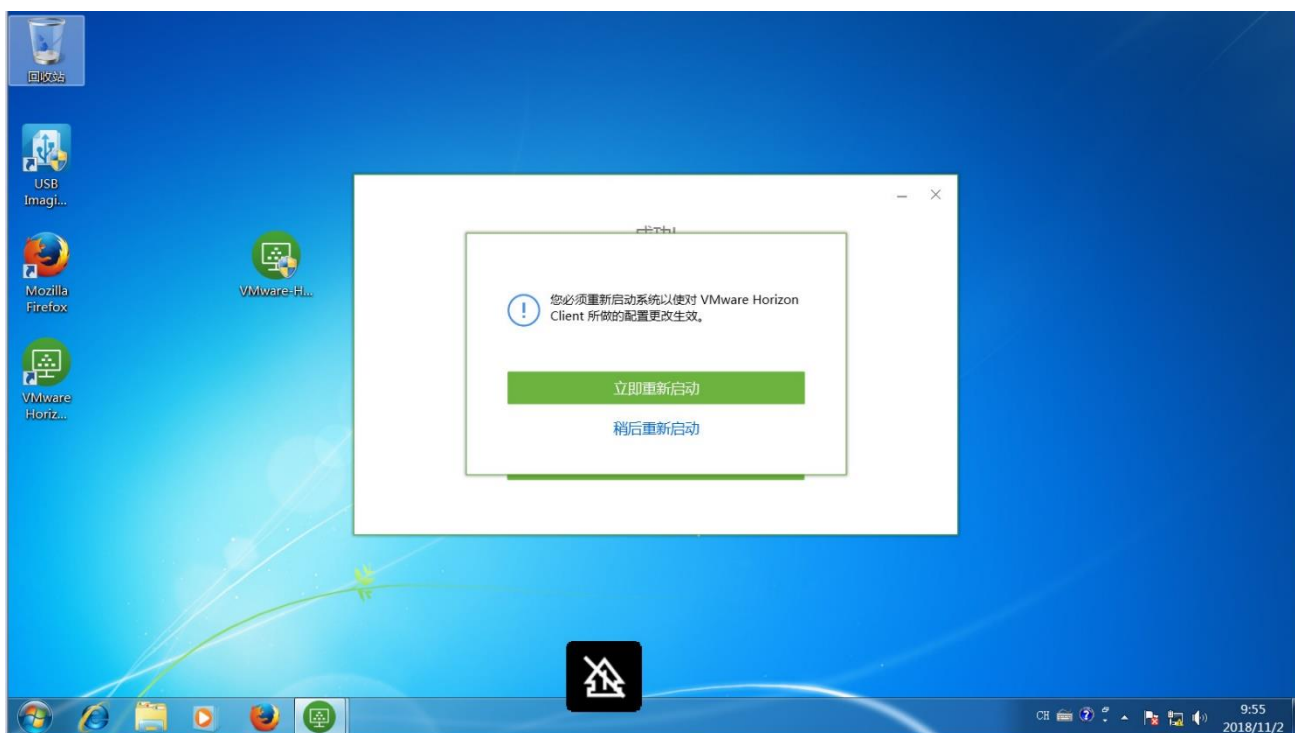 回收站
USB
Imagi...
Mozilla
Firefox
VMware
Horiz...
VMware-H...
成功!
您必须重新启动系统以使对 VMware Horizon
Client 所做的配置更改生效。
立即重新启动
稍后重新启动
CH
9:55
2018/11/2